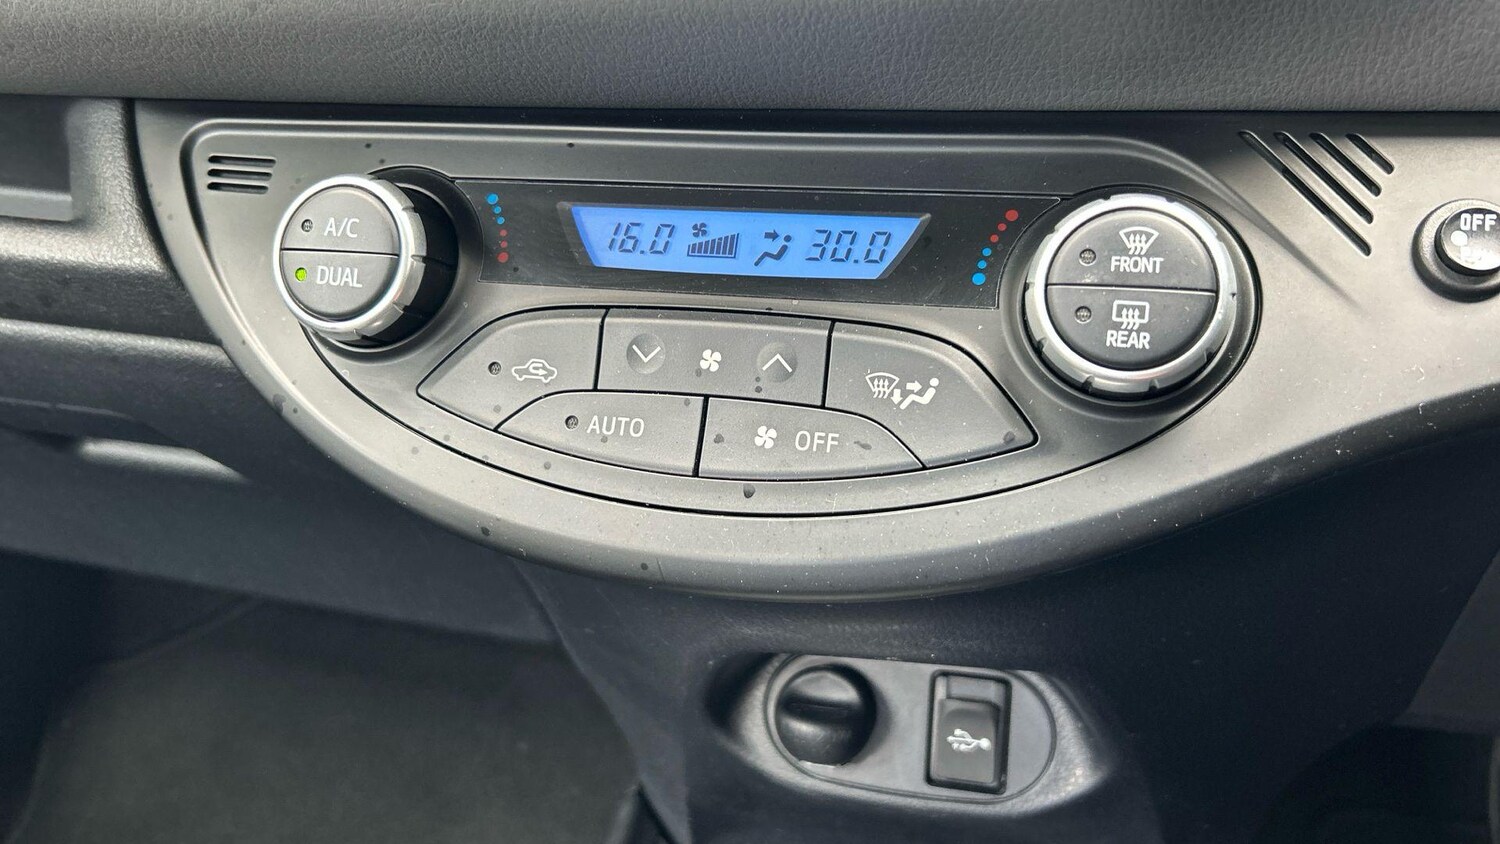 A/C
DUAL
16.0 30.0
FRONT
REAR
OFF
AUTO
OFF